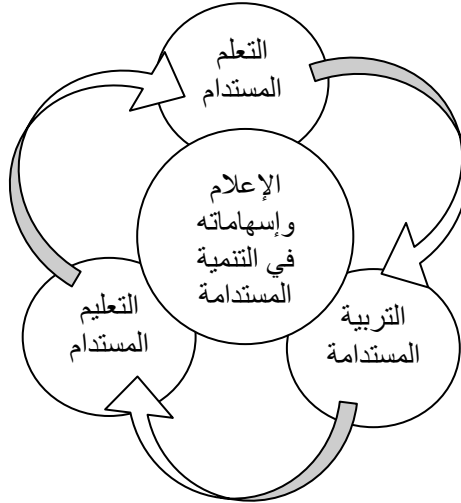 التعلم
المستدام
الإعلام
وإسهاماته
في التنمية
المستدامة
التربية
المستدامة
التعليم
المستدام